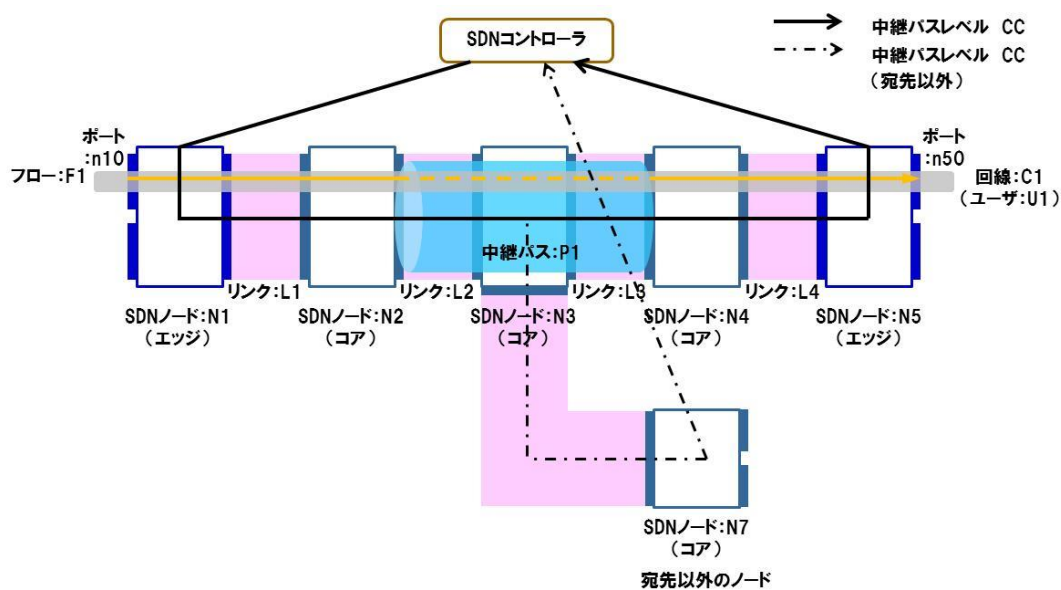 SDNコントローラ
中継パスレベル CC
中継パスレベル CC
（宛先以外）
ポート
:n10
ポート
:n50
フロー:F1
回線:C1
（ユーザ:U1）
中継パス:P1
リンク:L1
リンク:L2
リンク:L3
リンク:L4
SDNノード:N1
（エッジ）
SDNノード:N2
（コア）
SDNノード:N3
（コア）
SDNノード:N4
（コア）
SDNノード:N5
（エッジ）
SDNノード:N7
（コア）
宛先以外のノード